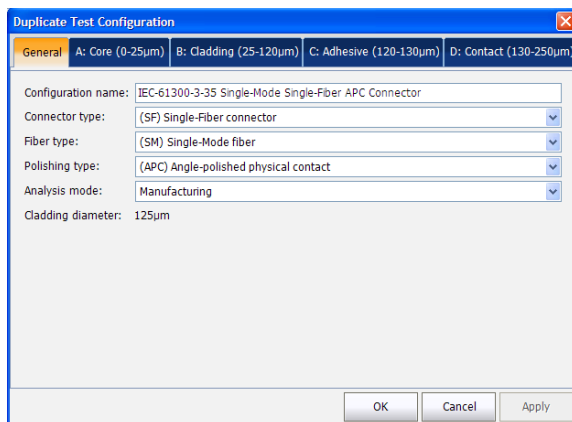 Duplicate Test Configuration
General A: Core (0-25µm) B: Cladding (25-120µm) C: Adhesive (120-130µm) D: Contact (130-250µm)
Configuration name: IEC-61300-3-35 Single-Mode Single-Fiber APC Connector
Connector type: (SF) Single-Fiber connector
Fiber type: (SM) Single-Mode fiber
Polishing type: (APC) Angle-polished physical contact
Analysis mode: Manufacturing
Cladding diameter: 125µm
OK Cancel Apply